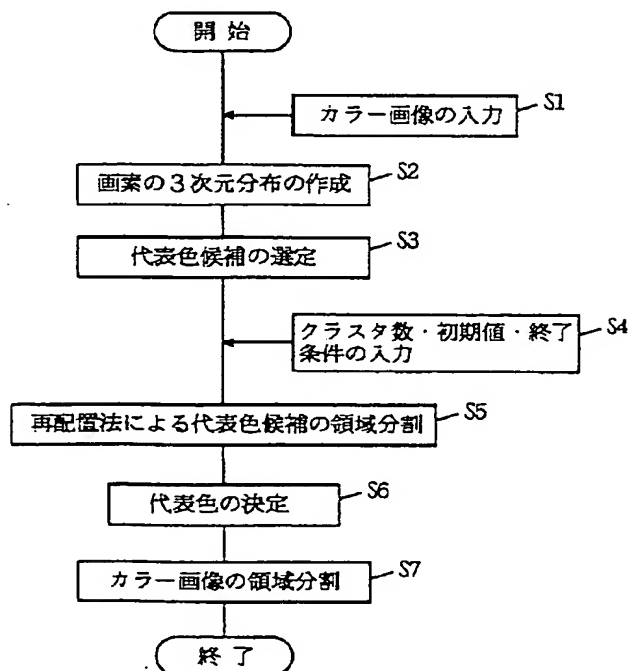 開始
カラー画像の入力 S1
画素の3次元分布の作成 S2
代表色候補の選定 S3
クラスタ数・初期値・終了 S4
条件の入力
再配置法による代表色候補の領域分割 S5
代表色の決定 S6
カラー画像の領域分割 S7
終了